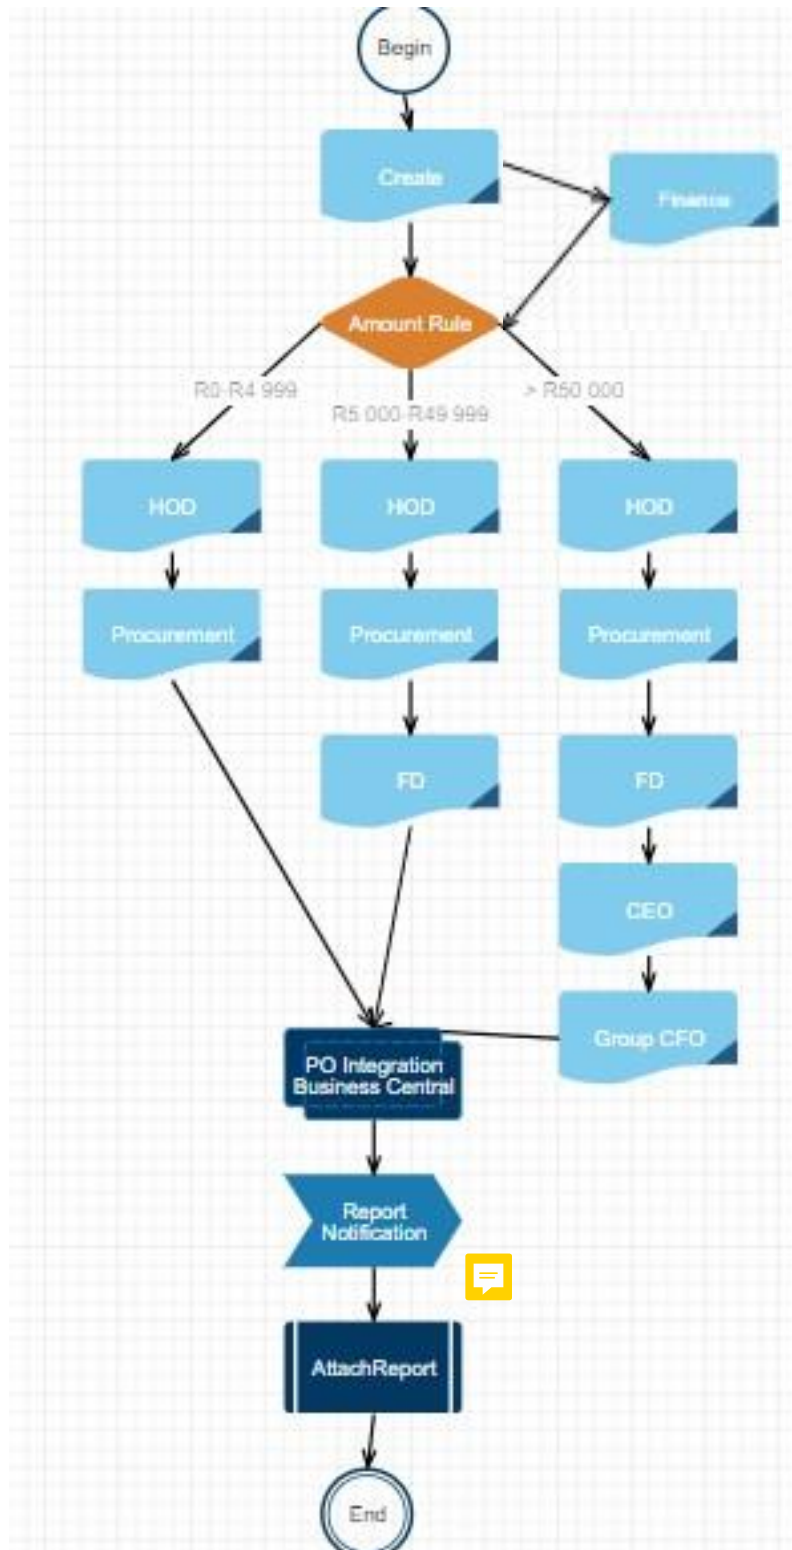 Begin
Create
Finance
Amount Rule
R0-R4 999
R5 000-R49 999
> R50 000
HOD
HOD
HOD
Procurement
Procurement
Procurement
FD
FD
CEO
Group CFO
PO Integration
Business Central
Report
Notification
AttachReport
End